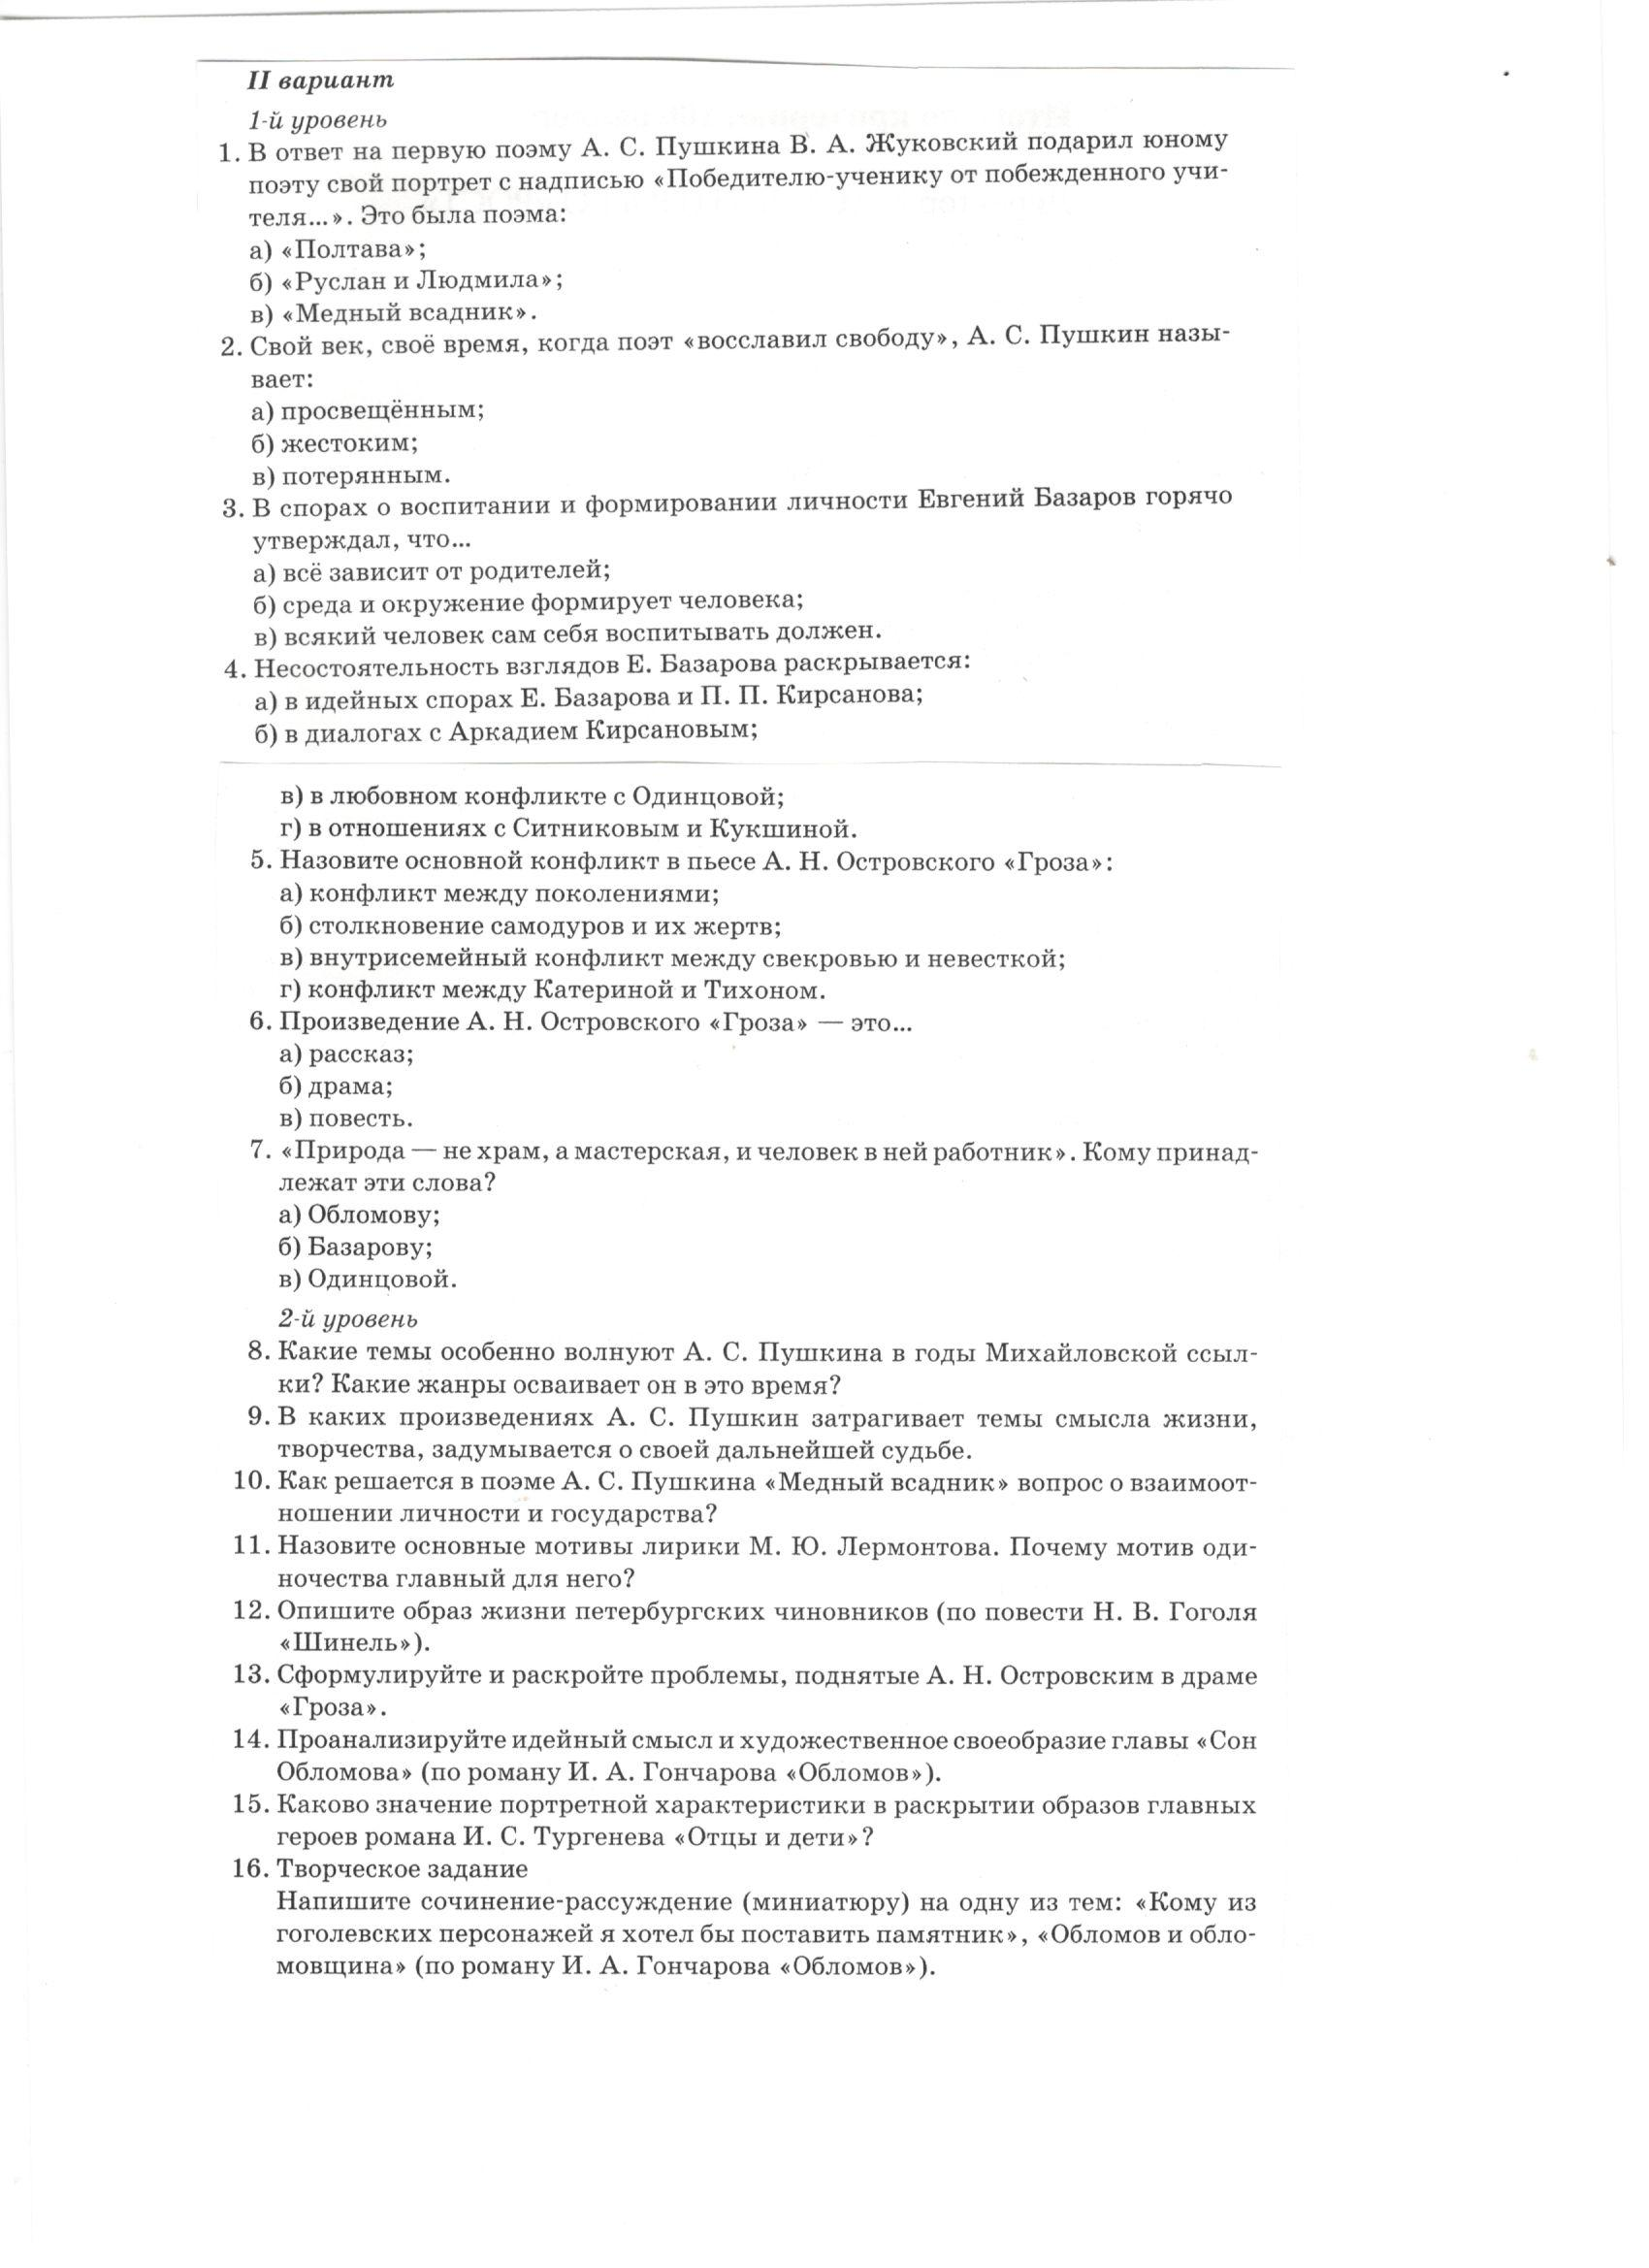 II вариант
1-й уровень
1. В ответ на первую поэму А. С. Пушкина В. А. Жуковский подарил юному
поэту свой портрет с надписью «Победителю-ученику от побежденного учи-
теля...». Это была поэма:
а) «Полтава»;
б) «Руслан и Людмила»;
в) «Медный всадник».
2. Свой век, своё время, когда поэт «восславил свободу», А. С. Пушкин назы-
вает:
а) просвещённым;
б) жестоким;
в) потерянным.
3. В спорах о воспитании и формировании личности Евгений Базаров горячо
утверждал, что...
а) всё зависит от родителей;
б) среда и окружение формирует человека;
в) всякий человек сам себя воспитывать должен.
4. Несостоятельность взглядов Е. Базарова раскрывается:
а) в идейных спорах Е. Базарова и П. П. Кирсанова;
б) в диалогах с Аркадием Кирсановым;
в) в любовном конфликте с Одинцовой;
г) в отношениях с Ситниковым и Кукшиной.
5. Назовите основной конфликт в пьесе А. Н. Островского «Гроза»:
а) конфликт между поколениями;
б) столкновение самодуров и их жертв;
в) внутрисемейный конфликт между свекровью и невесткой;
г) конфликт между Катериной и Тихоном.
6. Произведение А. Н. Островского «Гроза» — это...
а) рассказ;
б) драма;
в) повесть.
7. «Природа — не храм, а мастерская, и человек в ней работник». Кому принад-
лежат эти слова?
а) Обломову;
б) Базарову;
в) Одинцовой.
2-й уровень
8. Какие темы особенно волнуют А. С. Пушкина в годы Михайловской ссыл-
ки? Какие жанры осваивает он в это время?
9. В каких произведениях А. С. Пушкин затрагивает темы смысла жизни,
творчества, задумывается о своей дальнейшей судьбе.
10. Как решается в поэме А. С. Пушкина «Медный всадник» вопрос о взаимоот-
ношении личности и государства?
11. Назовите основные мотивы лирики М. Ю. Лермонтова. Почему мотив оди-
ночества главный для него?
12. Опишите образ жизни петербургских чиновников (по повести Н. В. Гоголя
«Шинель»).
13. Сформулируйте и раскройте проблемы, поднятые А. Н. Островским в драме
«Гроза».
14. Проанализируйте идейный смысл и художественное своеобразие главы «Сон
Обломова» (по роману И. А. Гончарова «Обломов»).
15. Каково значение портретной характеристики в раскрытии образов главных
героев романа И. С. Тургенева «Отцы и дети»?
16. Творческое задание
Напишите сочинение-рассуждение (миниатюру) на одну из тем: «Кому из
гоголевских персонажей я хотел бы поставить памятник», «Обломов и обло-
мовщина» (по роману И. А. Гончарова «Обломов»).